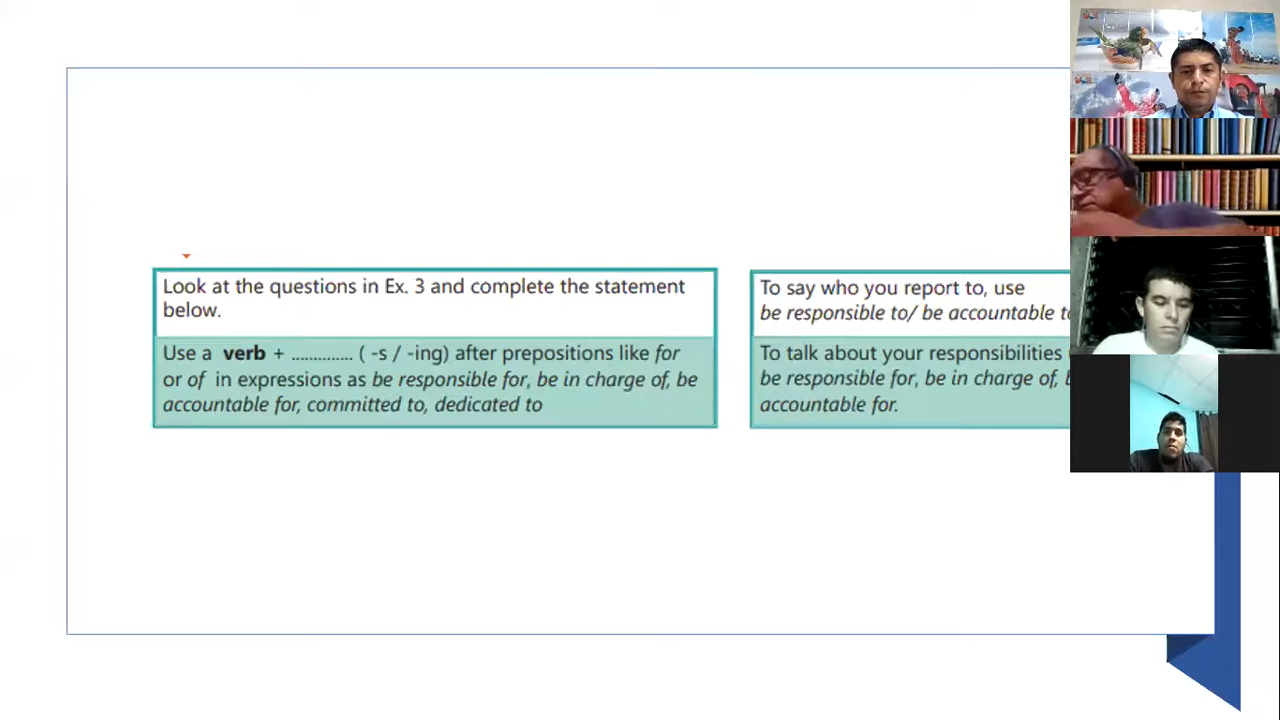 Look at the questions in Ex. 3 and complete the statement
below.
Use a verb + ............. ( -s / -ing) after prepositions like for
or of in expressions as be responsible for, be in charge of, be
accountable for, committed to, dedicated to
To say who you report to, use
be responsible to/ be accountable
To talk about your responsibilities
be responsible for, be in charge of,
accountable for.